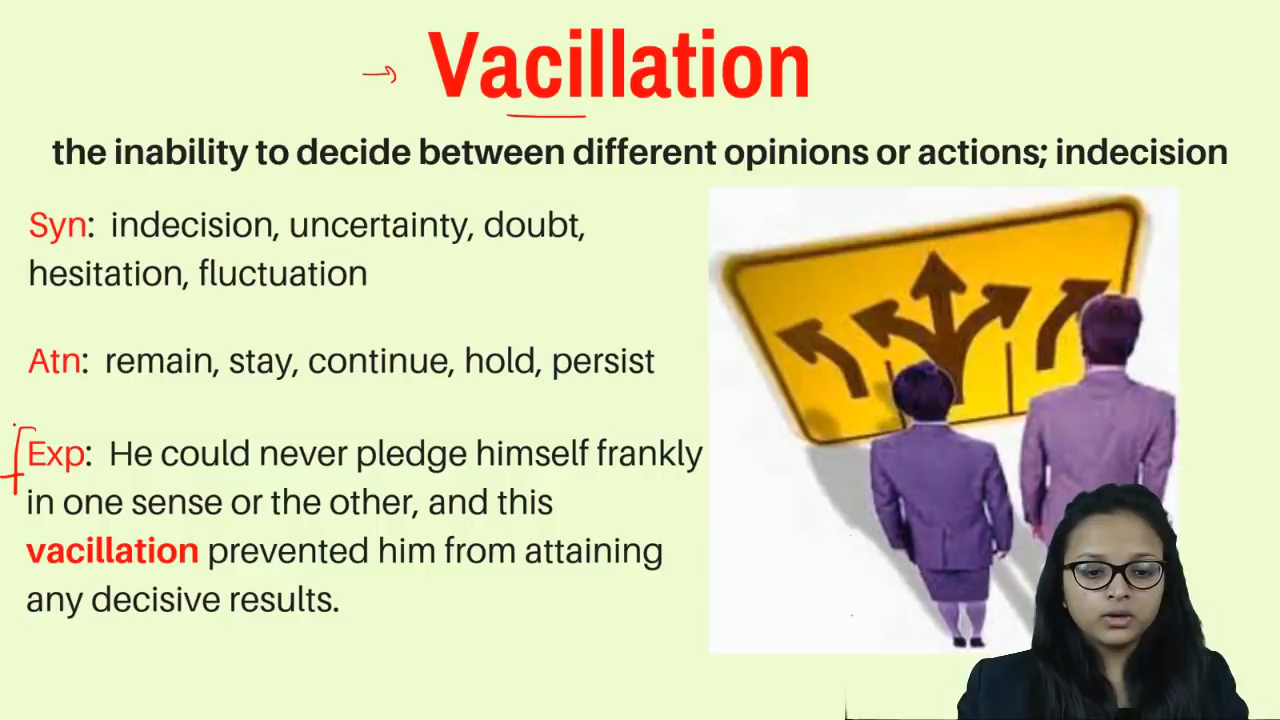 Vacillation
the inability to decide between different opinions or actions; indecision
Syn: indecision, uncertainty, doubt,
hesitation, fluctuation
Atn: remain, stay, continue, hold, persist
Exp: He could never pledge himself frankly
in one sense or the other, and this
vacillation prevented him from attaining
any decisive results.